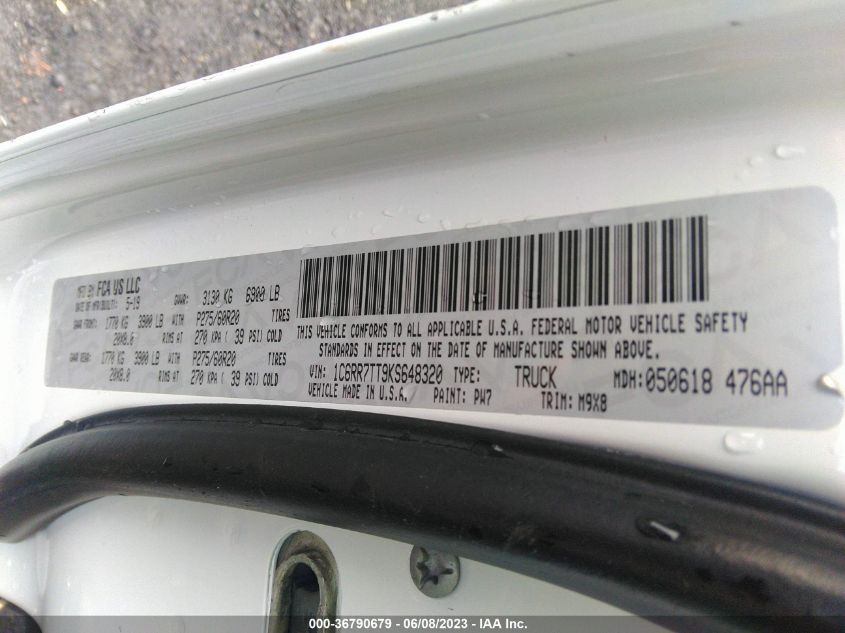 MFD BY FCA US LLC
DATE OF MFR/BUILT: 5-19 GVWR: 3130 KG 6900 LB
GAWR FRONT: 1770 KG 3900 LB WITH P275/60R20 TIRES
20X8.0 RIMS AT 270 KPA ( 39 PSI) COLD
GAWR REAR: 1770 KG 3900 LB WITH P275/60R20 TIRES
20X8.0 RIMS AT 270 KPA ( 39 PSI) COLD
THIS VEHICLE CONFORMS TO ALL APPLICABLE U.S.A. FEDERAL MOTOR VEHICLE SAFETY
STANDARDS IN EFFECT ON THE DATE OF MANUFACTURE SHOWN ABOVE.
VIN: 1C6RR7TT9KS648320 TYPE: TRUCK MDH:050618 476AA
VEHICLE MADE IN U.S.A. PAINT: PW7 TRIM: M9X8
000-36790679 - 06/08/2023 - IAA Inc.